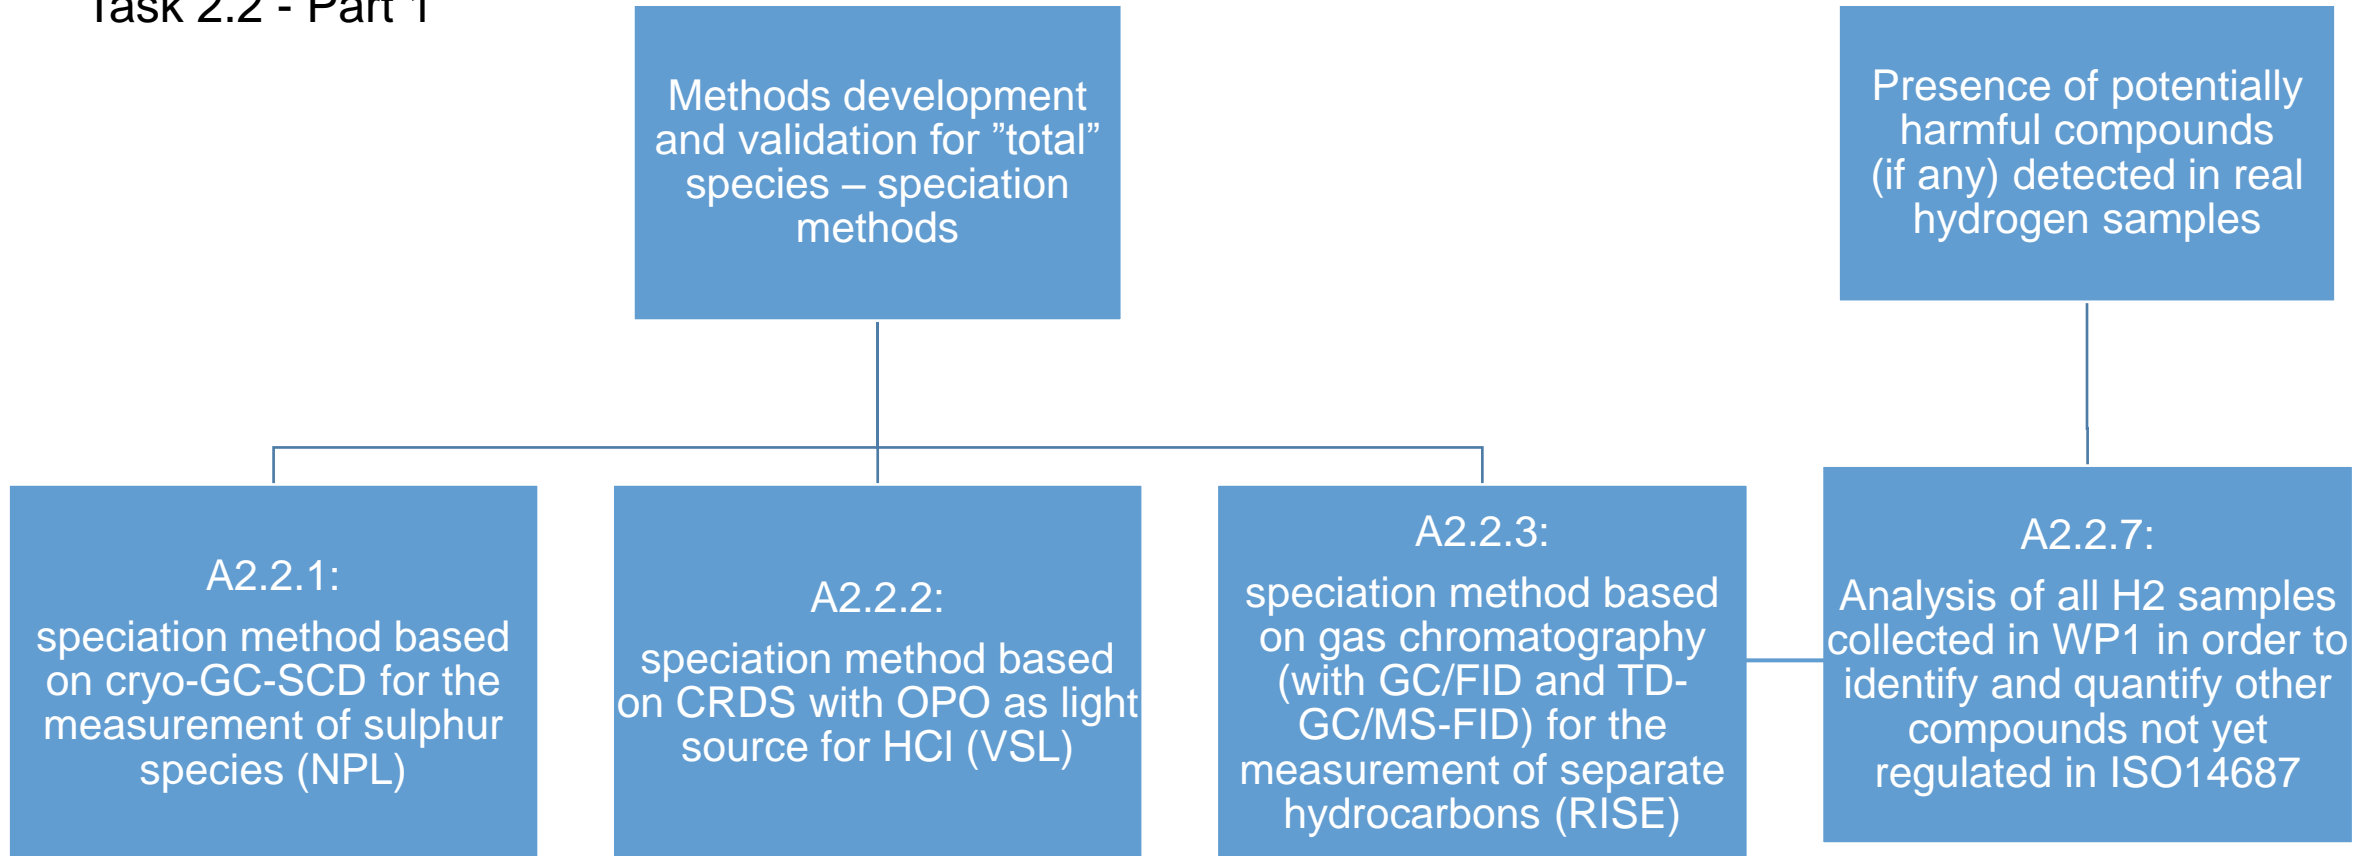 Task 2.2 - Part 1
Methods development
and validation for ”total”
species – speciation
methods
Presence of potentially
harmful compounds
(if any) detected in real
hydrogen samples
A2.2.1:
speciation method based
on cryo-GC-SCD for the
measurement of sulphur
species (NPL)
A2.2.2:
speciation method based
on CRDS with OPO as light
source for HCl (VSL)
A2.2.3:
speciation method based
on gas chromatography
(with GC/FID and TD-
GC/MS-FID) for the
measurement of separate
hydrocarbons (RISE)
A2.2.7:
Analysis of all H2 samples
collected in WP1 in order to
identify and quantify other
compounds not yet
regulated in ISO14687